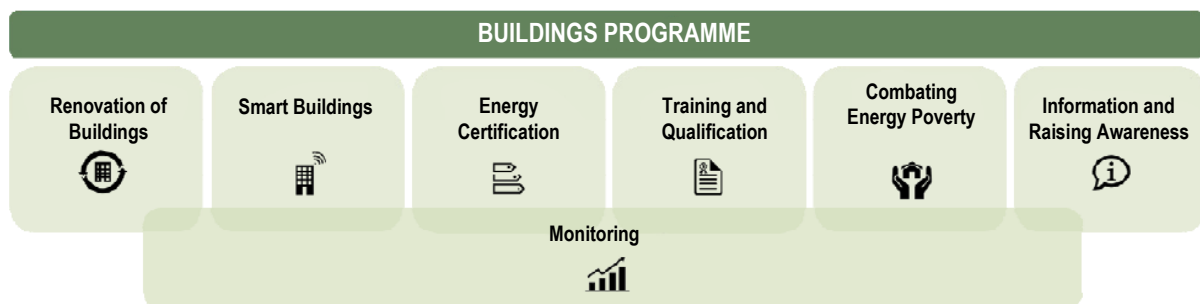 BUILDINGS PROGRAMME
Renovation of
Buildings
Smart Buildings
Energy
Certification
Training and
Qualification
Combating
Energy Poverty
Information and
Raising Awareness
Monitoring